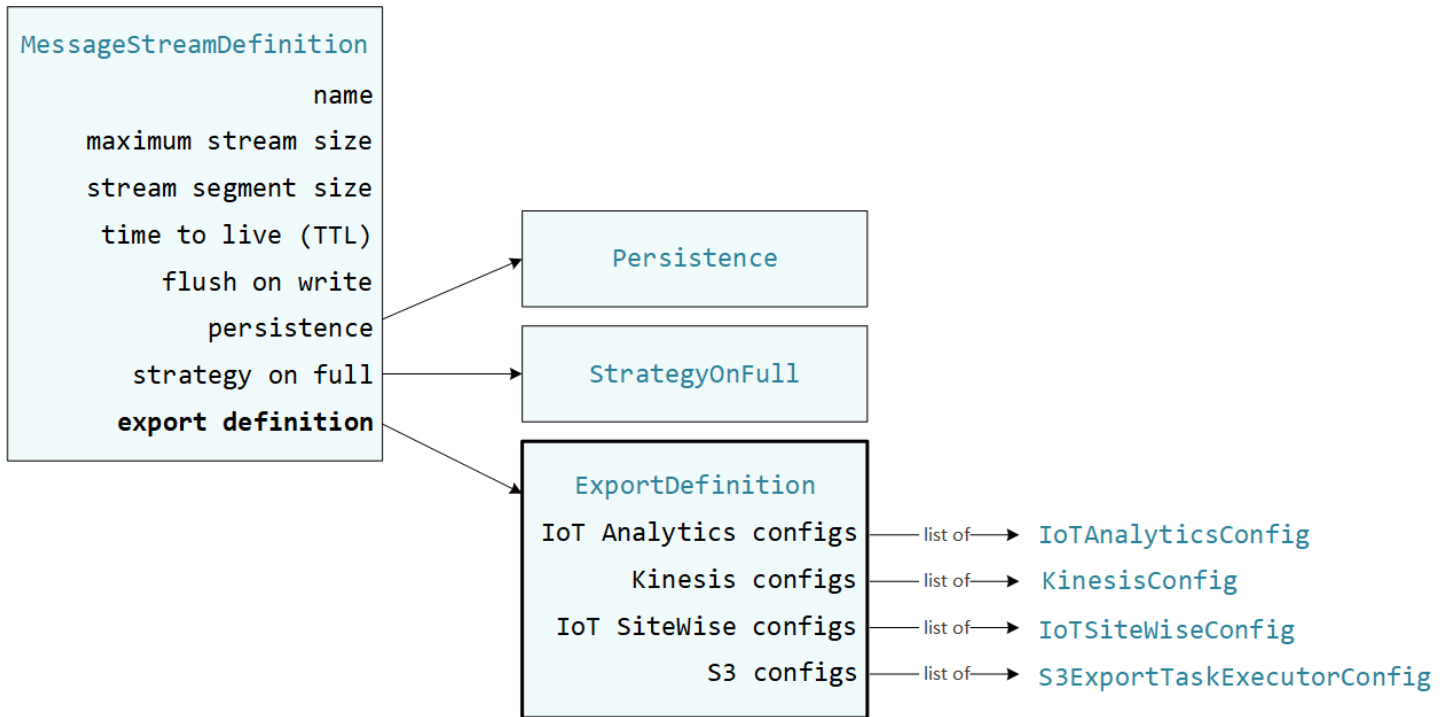 MessageStreamDefinition
name
maximum stream size
stream segment size
time to live (TTL)
flush on write
persistence
strategy on full
export definition
Persistence
StrategyOnFull
ExportDefinition
IoT Analytics configs list of IoTAnalyticsConfig
Kinesis configs list of KinesisConfig
IoT SiteWise configs list of IoTSiteWiseConfig
S3 configs list of S3ExportTaskExecutorConfig